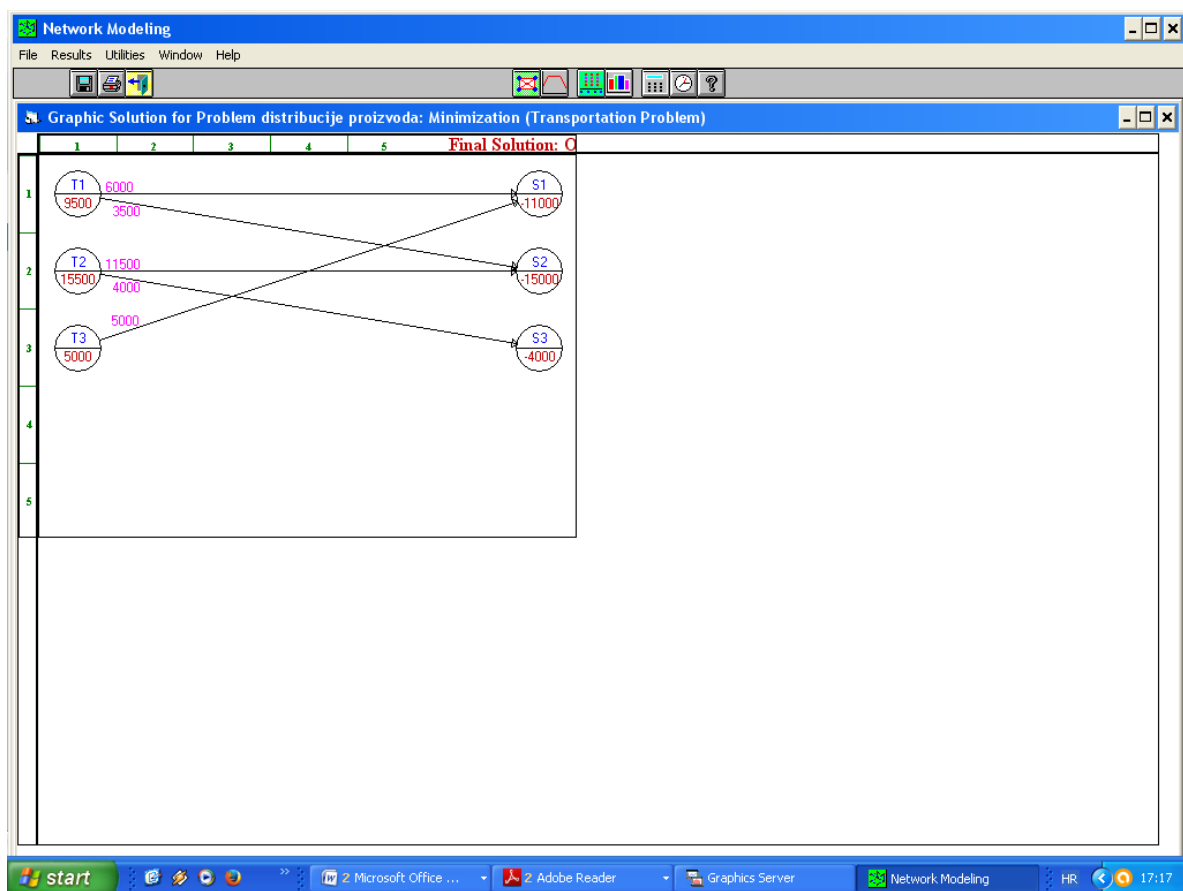 Network Modeling
File Results Utilities Window Help
Graphic Solution for Problem distribucije proizvoda: Minimization (Transportation Problem)
1 2 3 4 5 Final Solution: O
1 T1 6000 S1
9500 3500 -11000
2 T2 11500 S2
15500 4000 -15000
5000
3 T3 S3
5000 -4000
4
5
start » 2 Microsoft Office ... 2 Adobe Reader Graphics Server Network Modeling HR 17:17